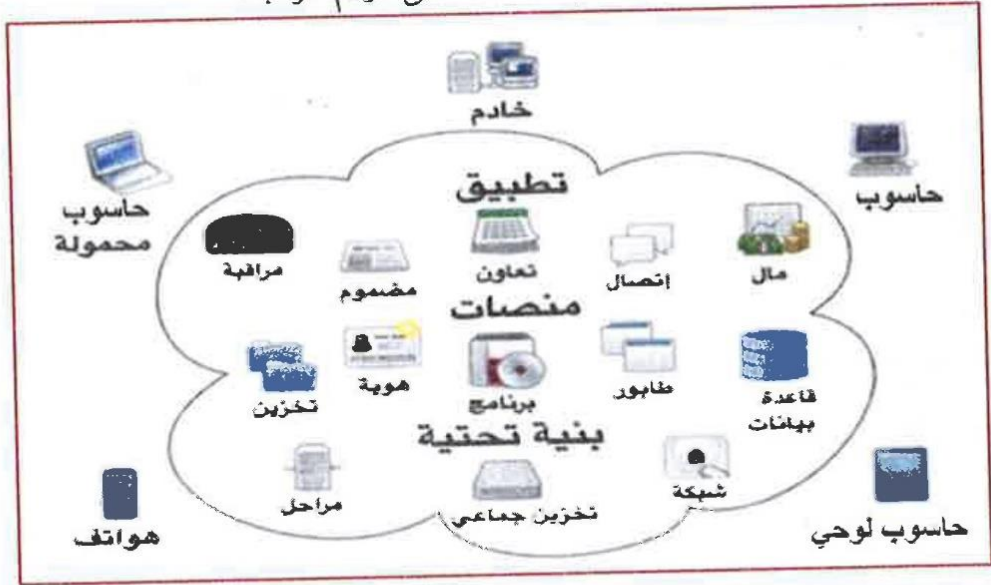 خادم
حاسوب
حاسوب
محمولة
تطبيق
مراقبة
مضموم
تعاون
إتصال
مال
منصات
تخزين
هوية
برنامج
طابور
قاعدة
بيانات
بنية تحتية
مراحل
تخزين جماعي
شبكة
هواتف
حاسوب لوحي